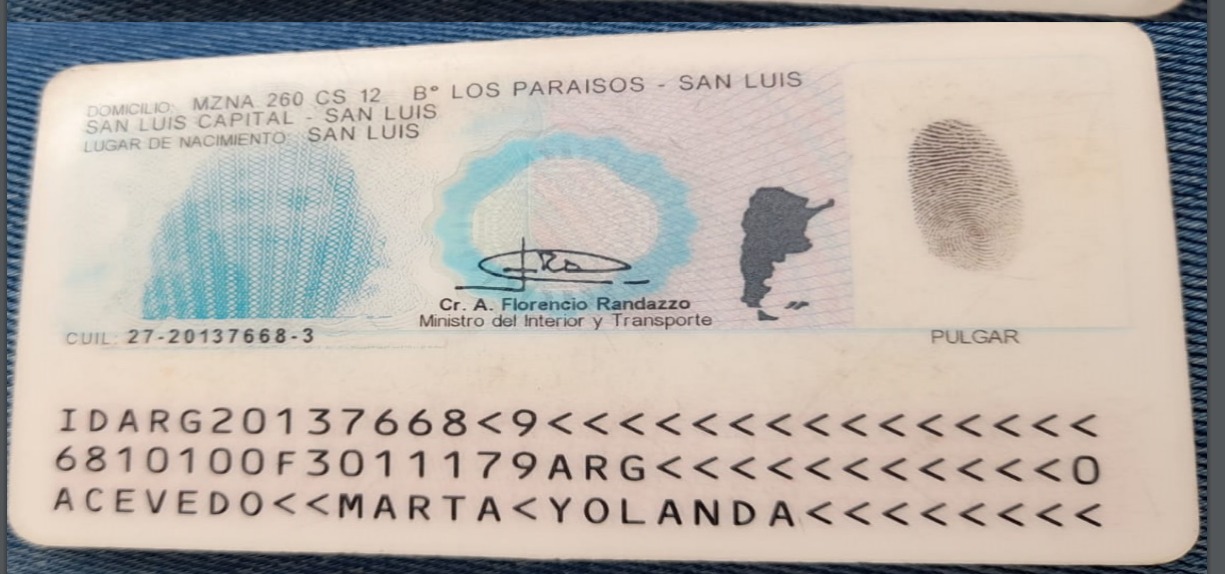 DOMICILIO: MZNA 260 CS 12 B° LOS PARAISOS - SAN LUIS
SAN LUIS CAPITAL - SAN LUIS
LUGAR DE NACIMIENTO: SAN LUIS
Cr. A. Florencio Randazzo
Ministro del Interior y Transporte
CUIL: 27-20137668-3
PULGAR
IDARG20137668<9<<<<<<<<<<<<<<<
6810100F3011179ARG<<<<<<<<<<<0
ACEVEDO<<MARTA<YOLANDA<<<<<<<<